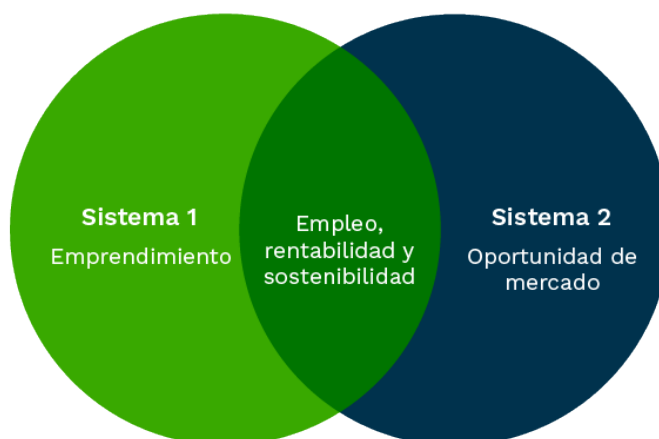 Sistema 1
Emprendimiento
Empleo,
rentabilidad y
sostenibilidad
Sistema 2
Oportunidad de
mercado